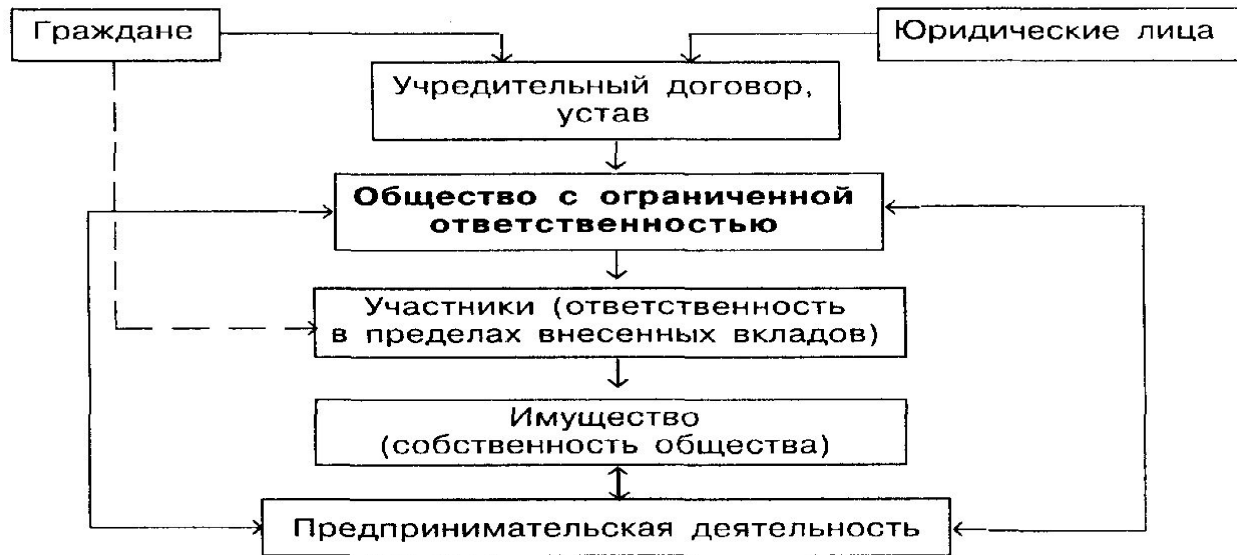 Граждане
Юридические лица
Учредительный договор,
устав
Общество с ограниченной
ответственностью
Участники (ответственность
в пределах внесенных вкладов)
Имущество
(собственность общества)
Предпринимательская деятельность